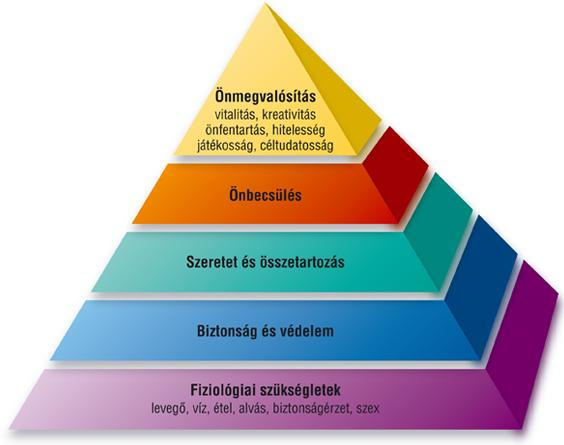 Önmegvalósítás
vitalitás, kreativitás
önfentartás, hitelesség
játékosság, céltudatosság
Önbecsülés
Szeretet és összetartozás
Biztonság és védelem
Fiziológiai szükségletek
levegő, víz, étel, alvás, biztonságérzet, szex